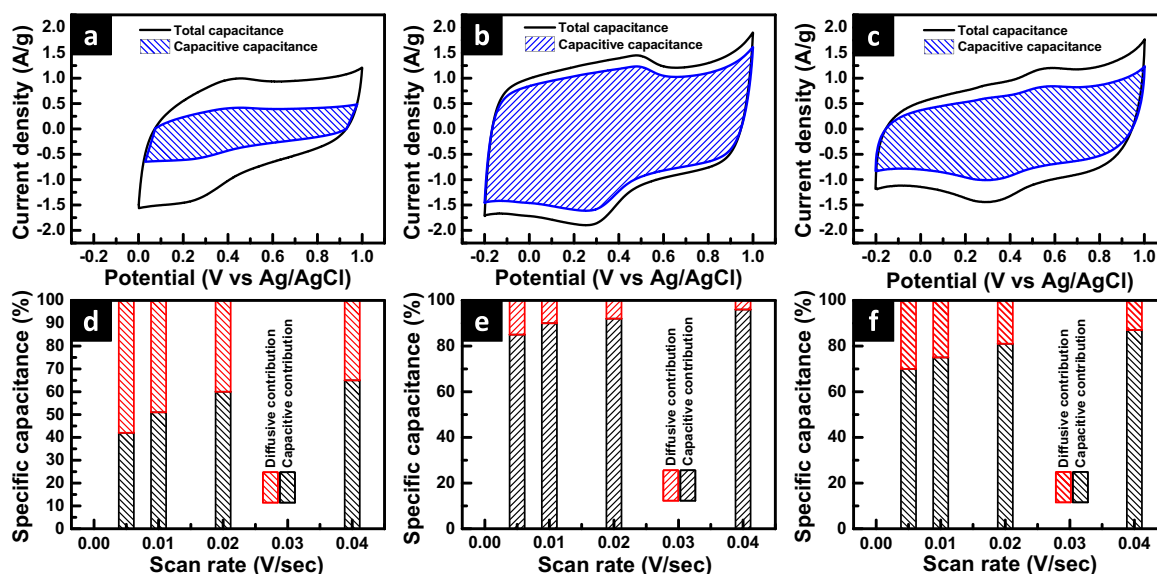 a
Total capacitance
Capacitive capacitance
2.0
1.5
1.0
0.5
0.0
-0.5
-1.0
-1.5
-2.0
Current density (A/g)
-0.2 0.0 0.2 0.4 0.6 0.8 1.0
Potential (V vs Ag/AgCl)
b
Total capacitance
Capacitive capacitance
2.0
1.5
1.0
0.5
0.0
-0.5
-1.0
-1.5
-2.0
Current density (A/g)
-0.2 0.0 0.2 0.4 0.6 0.8 1.0
Potential (V vs Ag/AgCl)
c
Total capacitance
Capacitive capacitance
2.0
1.5
1.0
0.5
0.0
-0.5
-1.0
-1.5
-2.0
Current density (A/g)
-0.2 0.0 0.2 0.4 0.6 0.8 1.0
Potential (V vs Ag/AgCl)
d
100
90
80
70
60
50
40
30
20
10
0
Specific capacitance (%)
Diffusive contribution
Capacitive contribution
0.00 0.01 0.02 0.03 0.04
Scan rate (V/sec)
e
100
80
60
40
20
0
Specific capacitance (%)
Diffusive contribution
Capacitive contribution
0.00 0.01 0.02 0.03 0.04
Scan rate (V/sec)
f
100
80
60
40
20
0
Specific capacitance (%)
Diffusive contribution
Capacitive contribution
0.00 0.01 0.02 0.03 0.04
Scan rate (V/sec)